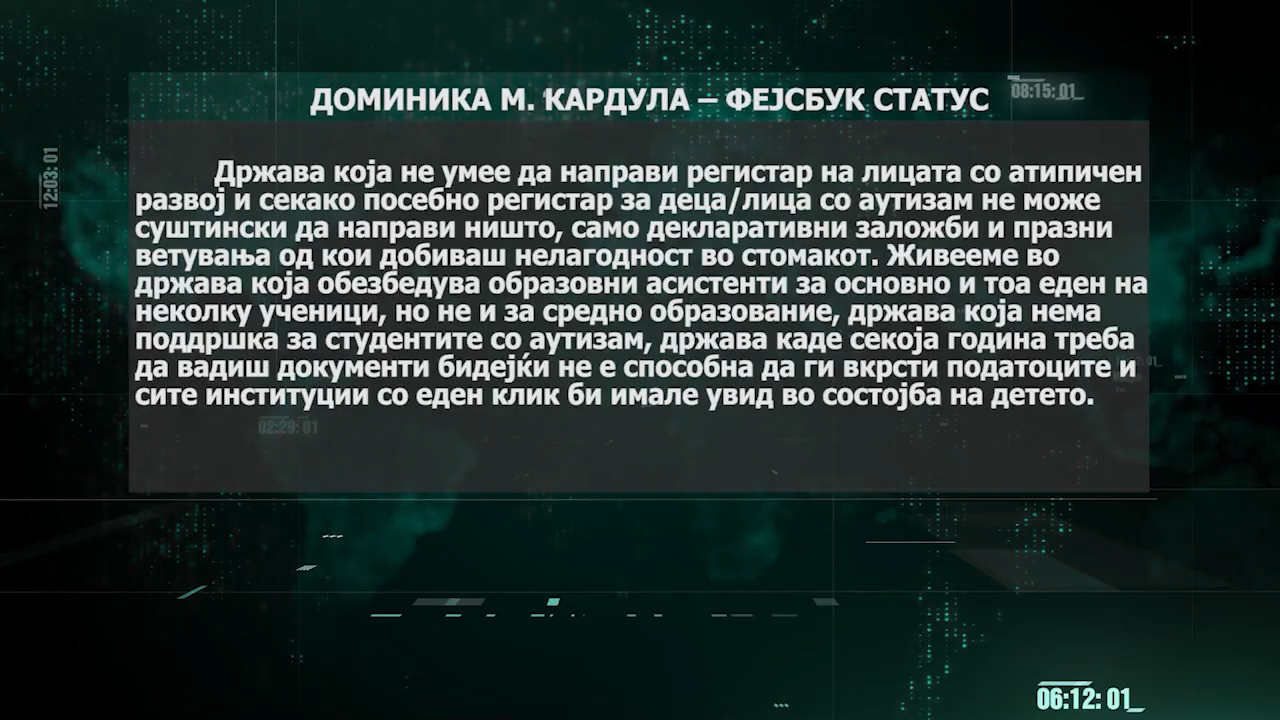 ДОМИНИКА М. КАРДУЛА – ФЕЈСБУК СТАТУС
08:15: 01_
12:03: 01
Држава која не умее да направи регистар на лицата со атипичен
развој и секако посебно регистар за деца/лица со аутизам не може
суштински да направи ништо, само декларативни заложби и празни
ветувања од кои добиваш нелагодност во стомакот. Живееме во
држава која обезбедува образовни асистенти за основно и тоа еден на
неколку ученици, но не и за средно образование, држава која нема
поддршка за студентите со аутизам, држава каде секоја година треба
да вадиш документи бидејќи не е способна да ги вкрсти податоците и
сите институции со еден клик би имале увид во состојба на детето.
02:29: 01
06:12: 01_